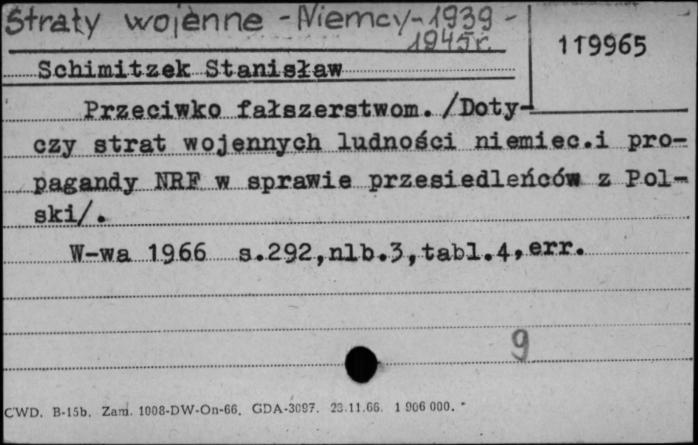 Straty wojenne - Niemcy - 1939 -
1945r.
119965
Schimitzek Stanisław
Przeciwko fałszerstwom. /Doty-
czy strat wojennych ludności niemiec.i pro-
pagandy NRF w sprawie przesiedleńców z Pol-
ski/.
W-wa 1966 s.292,nlb.3,tabl.4,err.
9
CWD. B-15b. Zam. 1008-DW-On-66. GDA-3097. 23.11.66. 1 906 000.